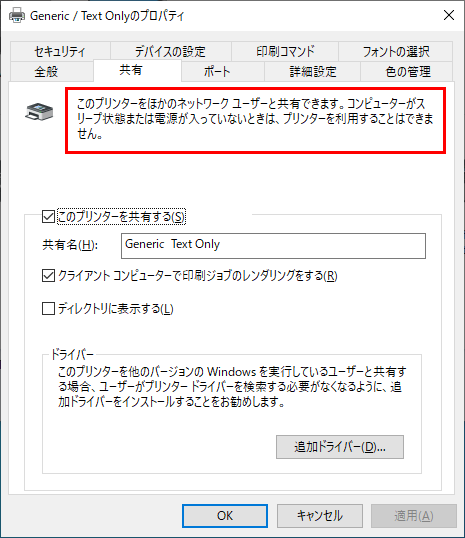 Generic / Text Onlyのプロパティ
セキュリティ デバイスの設定 印刷コマンド フォントの選択
全般 共有 ポート 詳細設定 色の管理
このプリンターをほかのネットワーク ユーザーと共有できます。コンピューターがス
リープ状態または電源が入っていないときは、プリンターを利用することはできま
せん。
このプリンターを共有する(S)
共有名(H): Generic Text Only
クライアント コンピューターで印刷ジョブのレンダリングをする(R)
ディレクトリに表示する(L)
ドライバー
このプリンターを他のバージョンの Windows を実行しているユーザーと共有す
る場合、ユーザーがプリンター ドライバーを検索する必要がなくなるように、追
加ドライバーをインストールすることをお勧めします。
追加ドライバー(D)...
OK キャンセル 適用(A)